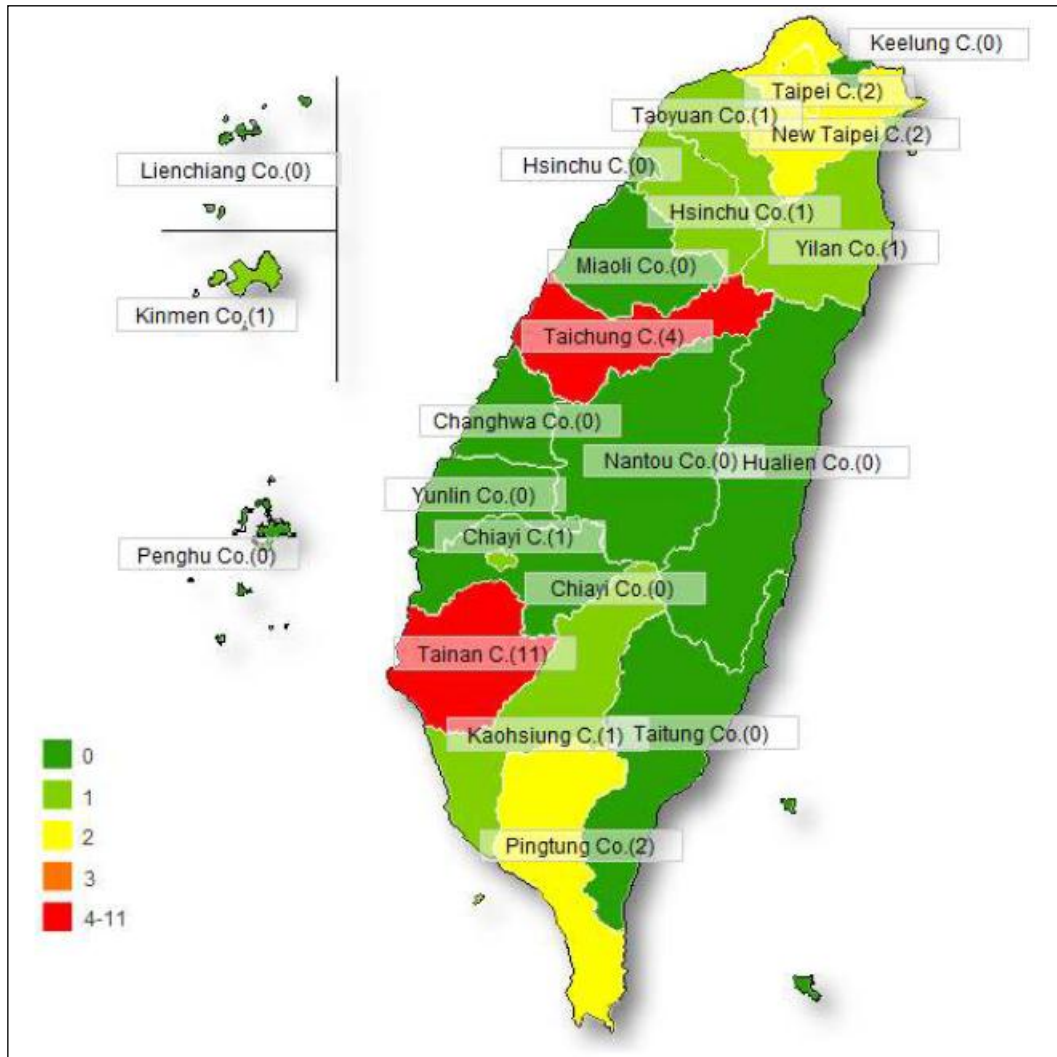 Keelung C.(0)
Taipei C.(2)
Taoyuan Co.(1)
New Taipei C.(2)
Lienchiang Co.(0)
Hsinchu C.(0)
Hsinchu Co.(1)
Yilan Co.(1)
Miaoli Co.(0)
Kinmen Co.(1)
Taichung C.(4)
Changhwa Co.(0)
Nantou Co.(0)
Hualien Co.(0)
Yunlin Co.(0)
Chiayi C.(1)
Penghu Co.(0)
Chiayi Co.(0)
Tainan C.(11)
Kaohsiung C.(1)
Taitung Co.(0)
Pingtung Co.(2)
0
1
2
3
4-11